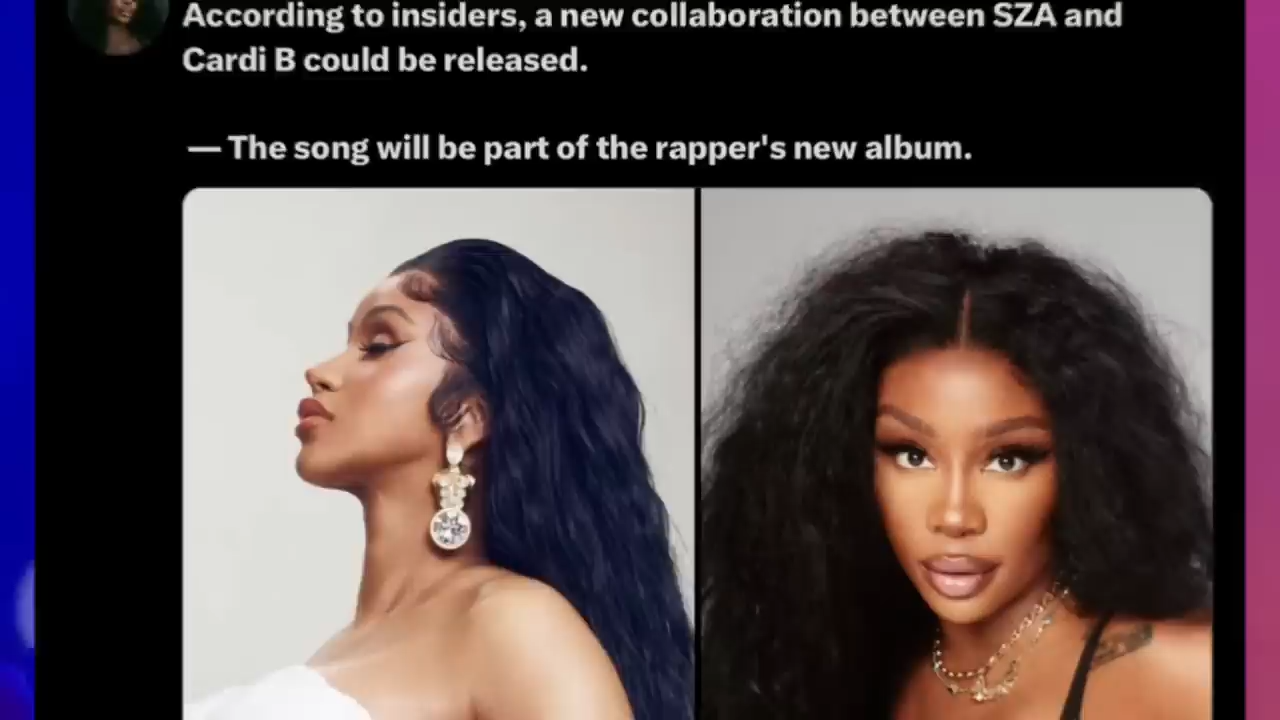 According to insiders, a new collaboration between SZA and
Cardi B could be released.
— The song will be part of the rapper's new album.